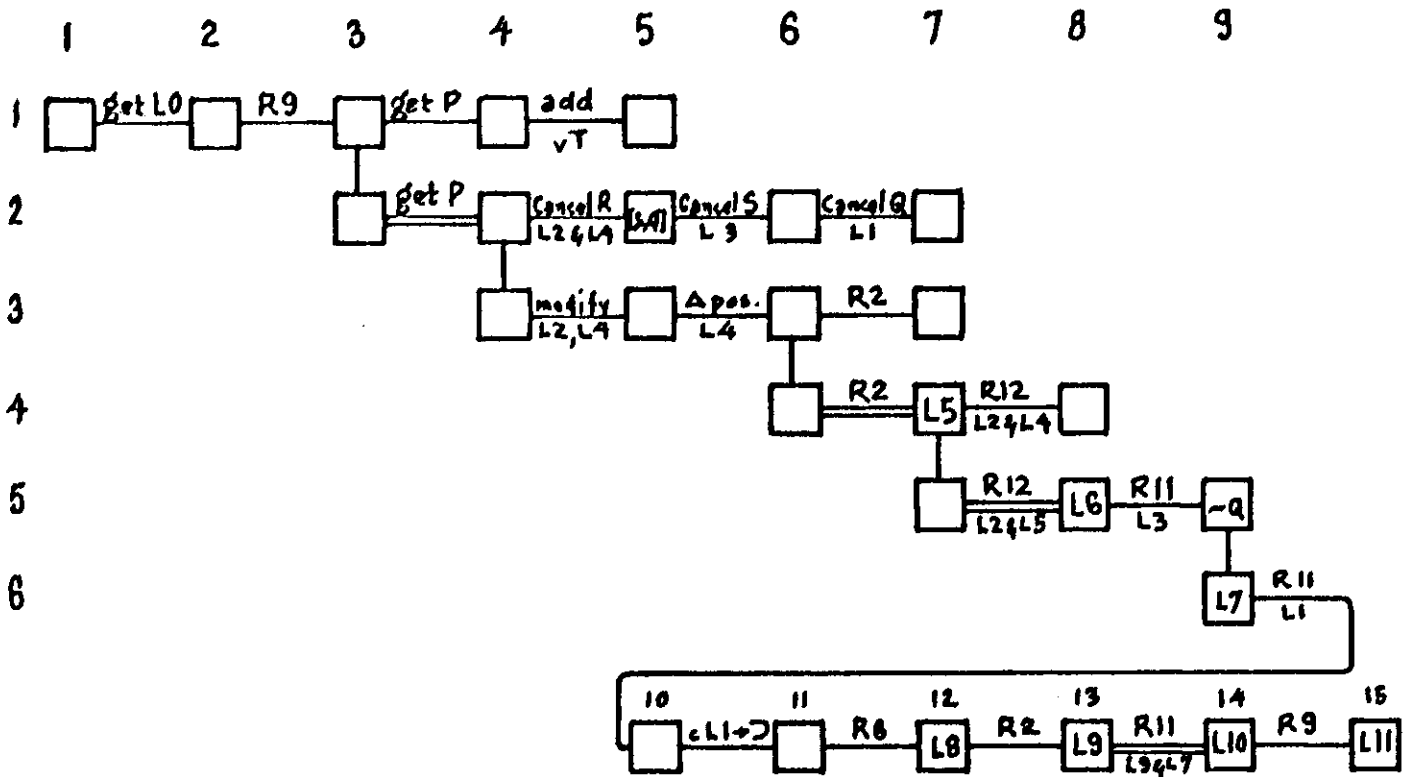 1 2 3 4 5 6 7 8 9
1 get L0 R9 get P add
vT
2 get P Cancel R [S,Q] Cancel S Cancel Q
L2 & L4 L3 L1
3 modify Δ pos. R2
L2, L4 L4
4 R2 L5 R12
L2 & L4
5 R12 L6 R11 -Q
L2 & L5 L3
6 L7 R11
L1
10 11 12 13 14 15
R8 L8 R2 L9 R11 L10 R9 L11
L9 & L7